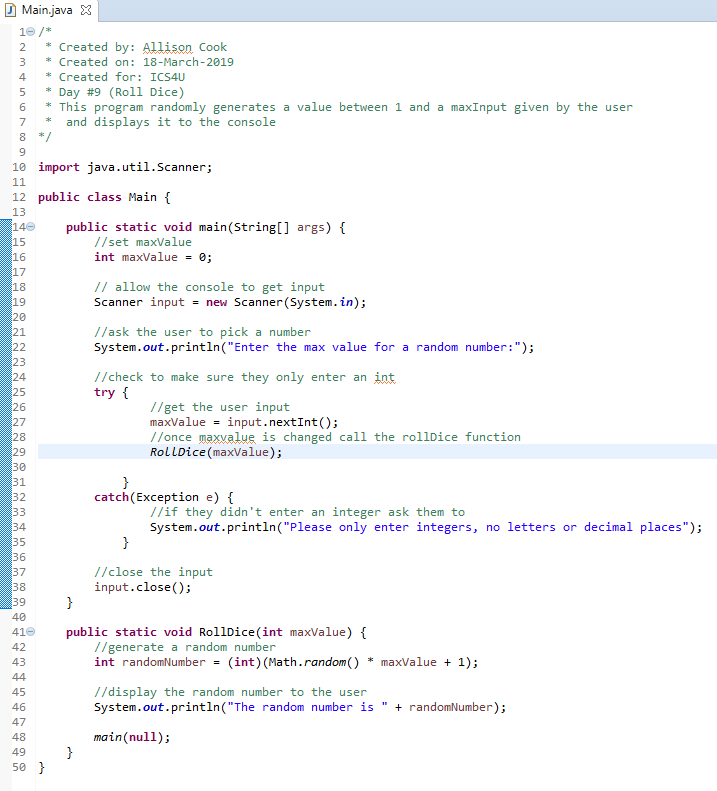 Main.java
1 /*
2  * Created by: Allison Cook
3  * Created on: 18-March-2019
4  * Created for: ICS4U
5  * Day #9 (Roll Dice)
6  * This program randomly generates a value between 1 and a maxInput given by the user
7  *  and displays it to the console
8 */
9
10 import java.util.Scanner;
11
12 public class Main {
13
14     public static void main(String[] args) {
15         //set maxValue
16         int maxValue = 0;
17
18         // allow the console to get input
19         Scanner input = new Scanner(System.in);
20
21         //ask the user to pick a number
22         System.out.println("Enter the max value for a random number:");
23
24         //check to make sure they only enter an int
25         try {
26                 //get the user input
27                 maxValue = input.nextInt();
28                 //once maxvalue is changed call the rollDice function
29                 RollDice(maxValue);
30
31             }
32         catch(Exception e) {
33                 //if they didn't enter an integer ask them to
34                 System.out.println("Please only enter integers, no letters or decimal places");
35             }
36
37         //close the input
38         input.close();
39     }
40
41     public static void RollDice(int maxValue) {
42         //generate a random number
43         int randomNumber = (int)(Math.random() * maxValue + 1);
44
45         //display the random number to the user
46         System.out.println("The random number is " + randomNumber);
47
48         main(null);
49     }
50 }